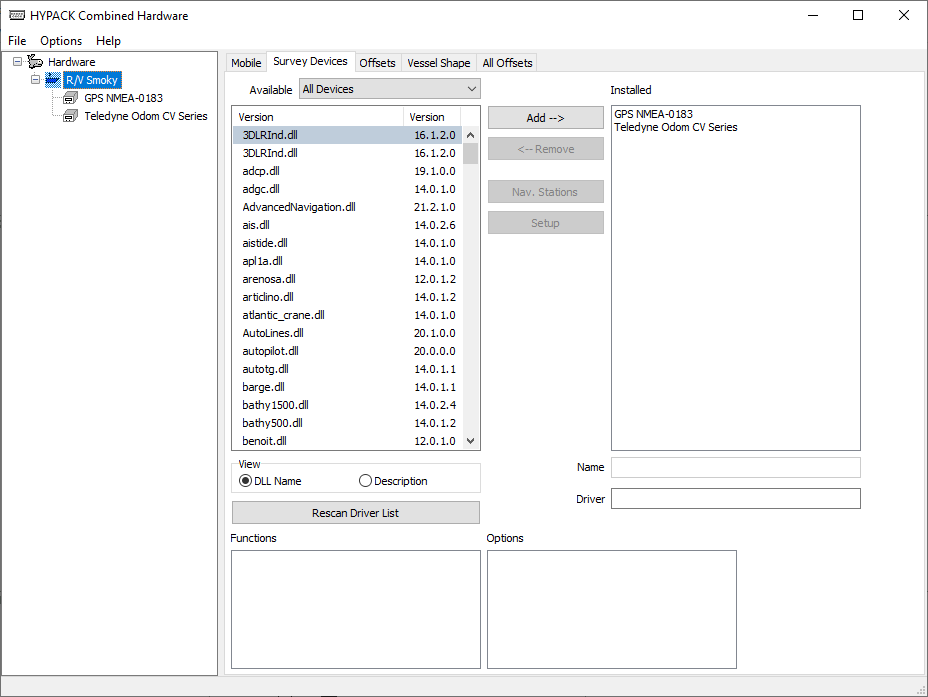 HYPACK Combined Hardware
File Options Help
Hardware
R/V Smoky
GPS NMEA-0183
Teledyne Odom CV Series
Mobile Survey Devices Offsets Vessel Shape All Offsets
Available All Devices
Version Version
3DLRInd.dll 16.1.2.0
3DLRInd.dll 16.1.2.0
adcp.dll 19.1.0.0
adgc.dll 14.0.1.0
AdvancedNavigation.dll 21.2.1.0
ais.dll 14.0.2.6
aistide.dll 14.0.1.0
apl1a.dll 14.0.1.0
arenosa.dll 12.0.1.2
articlino.dll 14.0.1.2
atlantic_crane.dll 14.0.1.0
AutoLines.dll 20.1.0.0
autopilot.dll 20.0.0.0
autotg.dll 14.0.1.1
barge.dll 14.0.1.1
bathy1500.dll 14.0.2.4
bathy500.dll 14.0.1.2
benoit.dll 12.0.1.0
Add -->
<-- Remove
Nav. Stations
Setup
Installed
GPS NMEA-0183
Teledyne Odom CV Series
View
DLL Name Description
Rescan Driver List
Name
Driver
Functions
Options